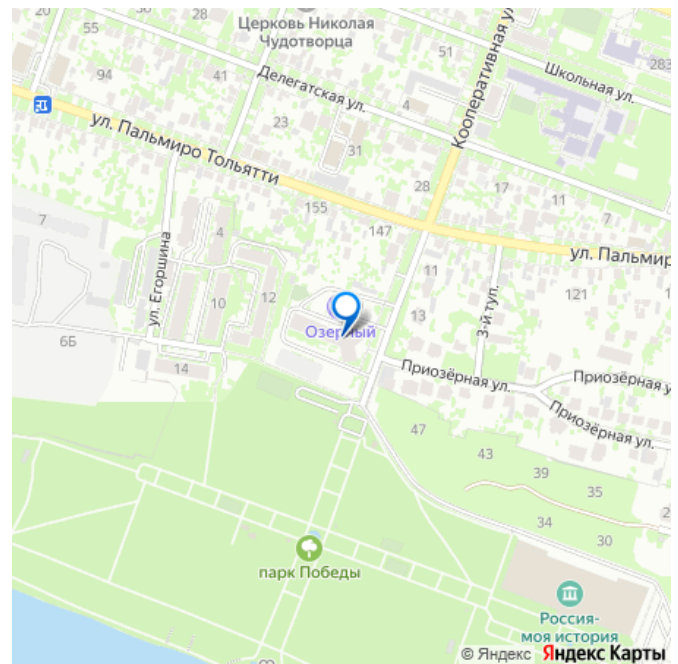 20
55
28
Церковь Николая
Чудотворца
51
Кооперативная ул.
Школьная ул.
283
94
41
Делегатская ул.
4
23
31
ул. Пальмиро Тольятти
28
17
11
7
155
147
ул. Пальмир
7
ул. Егоршина
4
11
121
3-й туп.
10
12
13
Озерный
6Б
14
Приозёрная ул.
Приозёрная у
Приозёрная ул.
47
43
39
35
34
30
2
парк Победы
Россия-
моя история
© Яндекс Яндекс Карты